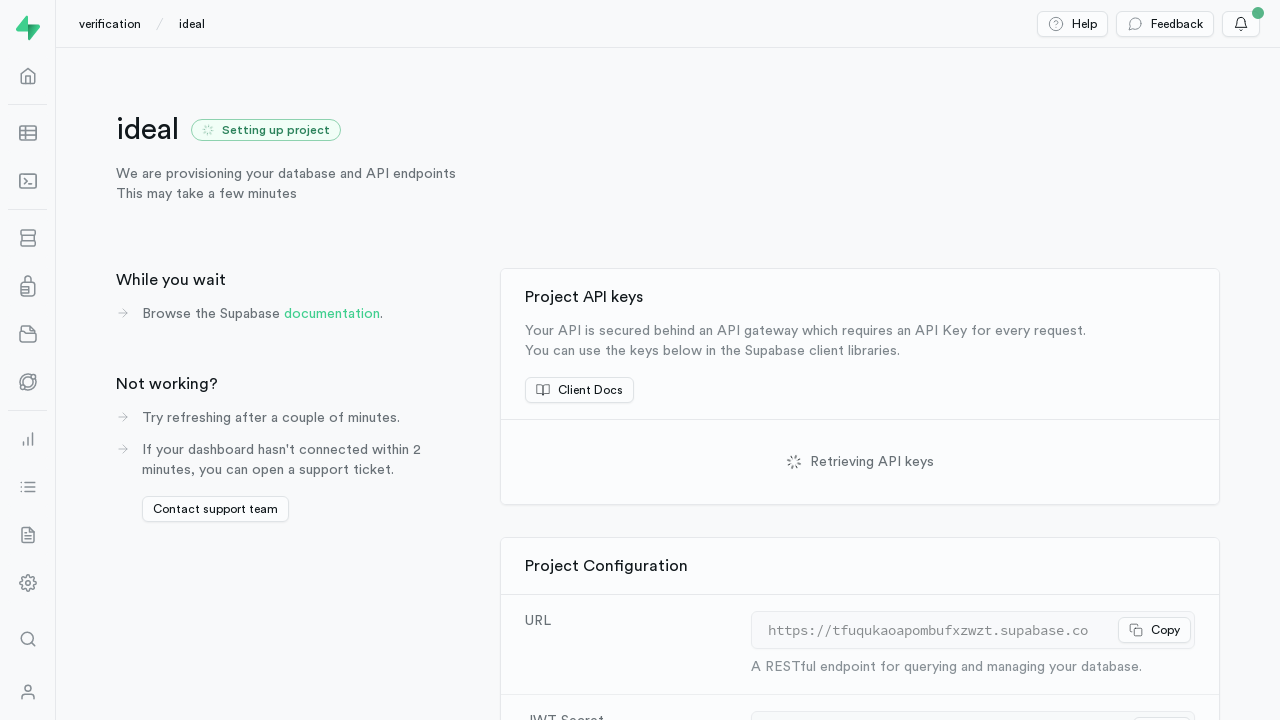 verification / ideal
Help
Feedback
ideal
Setting up project
We are provisioning your database and API endpoints
This may take a few minutes
While you wait
Browse the Supabase documentation.
Not working?
Try refreshing after a couple of minutes.
If your dashboard hasn't connected within 2
minutes, you can open a support ticket.
Contact support team
Project API keys
Your API is secured behind an API gateway which requires an API Key for every request.
You can use the keys below in the Supabase client libraries.
Client Docs
Retrieving API keys
Project Configuration
URL
https://tfuqukaoapombufxzwzt.supabase.co
Copy
A RESTful endpoint for querying and managing your database.
JWT Secret